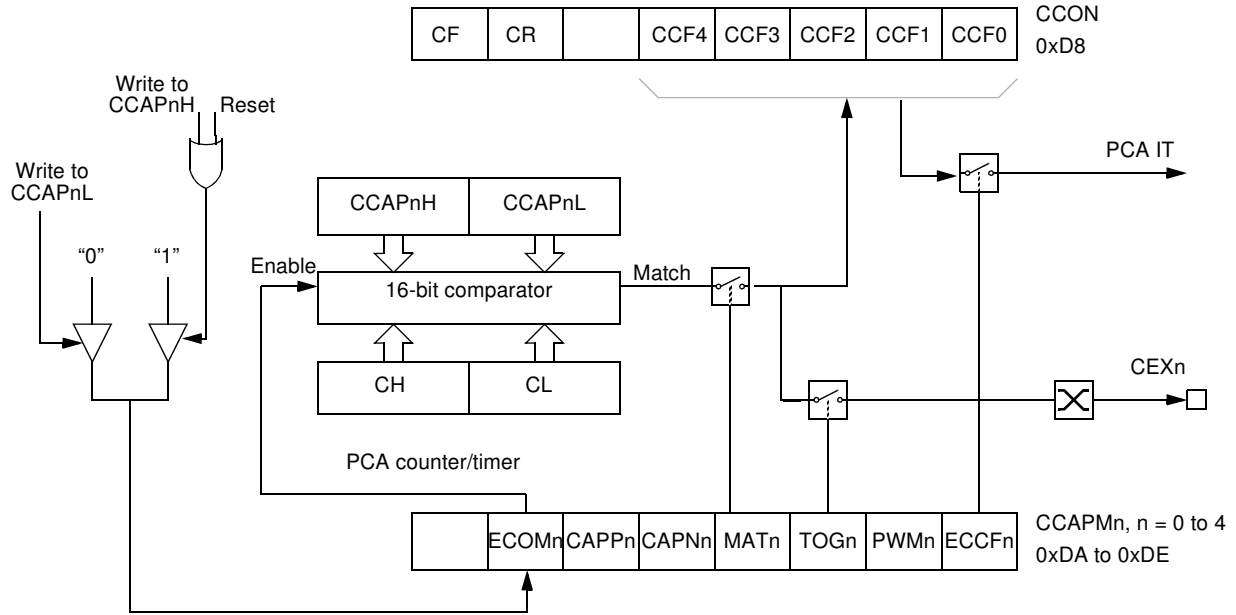 CF CR CCF4 CCF3 CCF2 CCF1 CCF0 CCON
0xD8
Write to
CCAPnH Reset
Write to
CCAPnL
PCA IT
CCAPnH CCAPnL
“0” “1”
Enable
16-bit comparator
Match
CH CL
CEXn
PCA counter/timer
ECOMn CAPPn CAPNn MATn TOGn PWMn ECCFn
CCAPMn, n = 0 to 4
0xDA to 0xDE